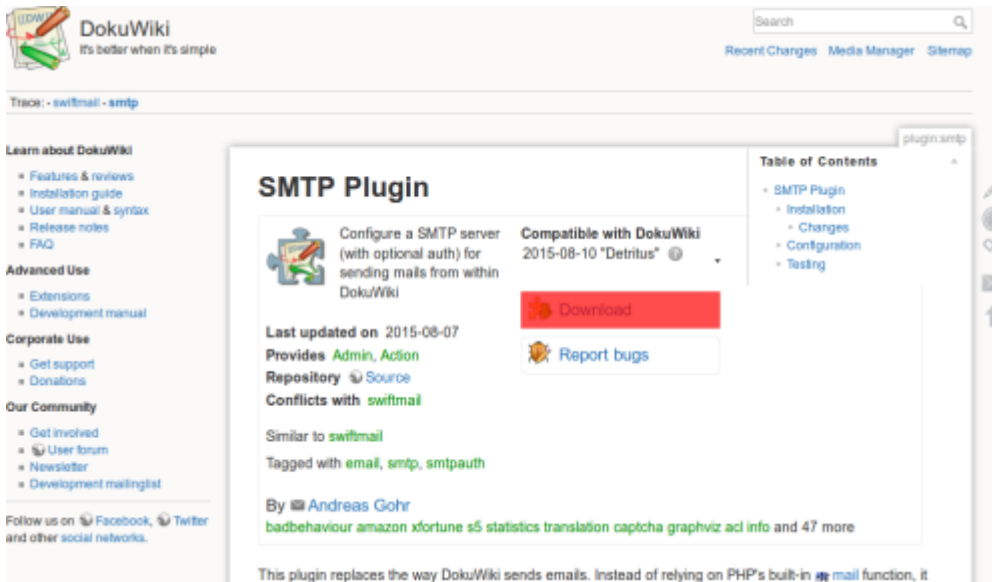 DokuWiki
It's better when it's simple
Search
Recent Changes Media Manager Sitemap
Trace: • swiftmail • smtp
plugin:smtp
Learn about DokuWiki
Features & reviews
Installation guide
User manual & syntax
Release notes
FAQ
Advanced Use
Extensions
Development manual
Corporate Use
Get support
Donations
Our Community
Get involved
User forum
Newsletter
Development mailinglist
Follow us on Facebook, Twitter
and other social networks.
SMTP Plugin
Configure a SMTP server
(with optional auth) for
sending mails from within
DokuWiki
Compatible with DokuWiki
2015-08-10 "Detritus"
Download
Report bugs
Last updated on 2015-08-07
Provides Admin, Action
Repository Source
Conflicts with swiftmail
Similar to swiftmail
Tagged with email, smtp, smtpauth
By Andreas Gohr
badbehaviour amazon xfortune s5 statistics translation captcha graphviz acl info and 47 more
Table of Contents
SMTP Plugin
Installation
Changes
Configuration
Testing
This plugin replaces the way DokuWiki sends emails. Instead of relying on PHP's built-in mail function, it